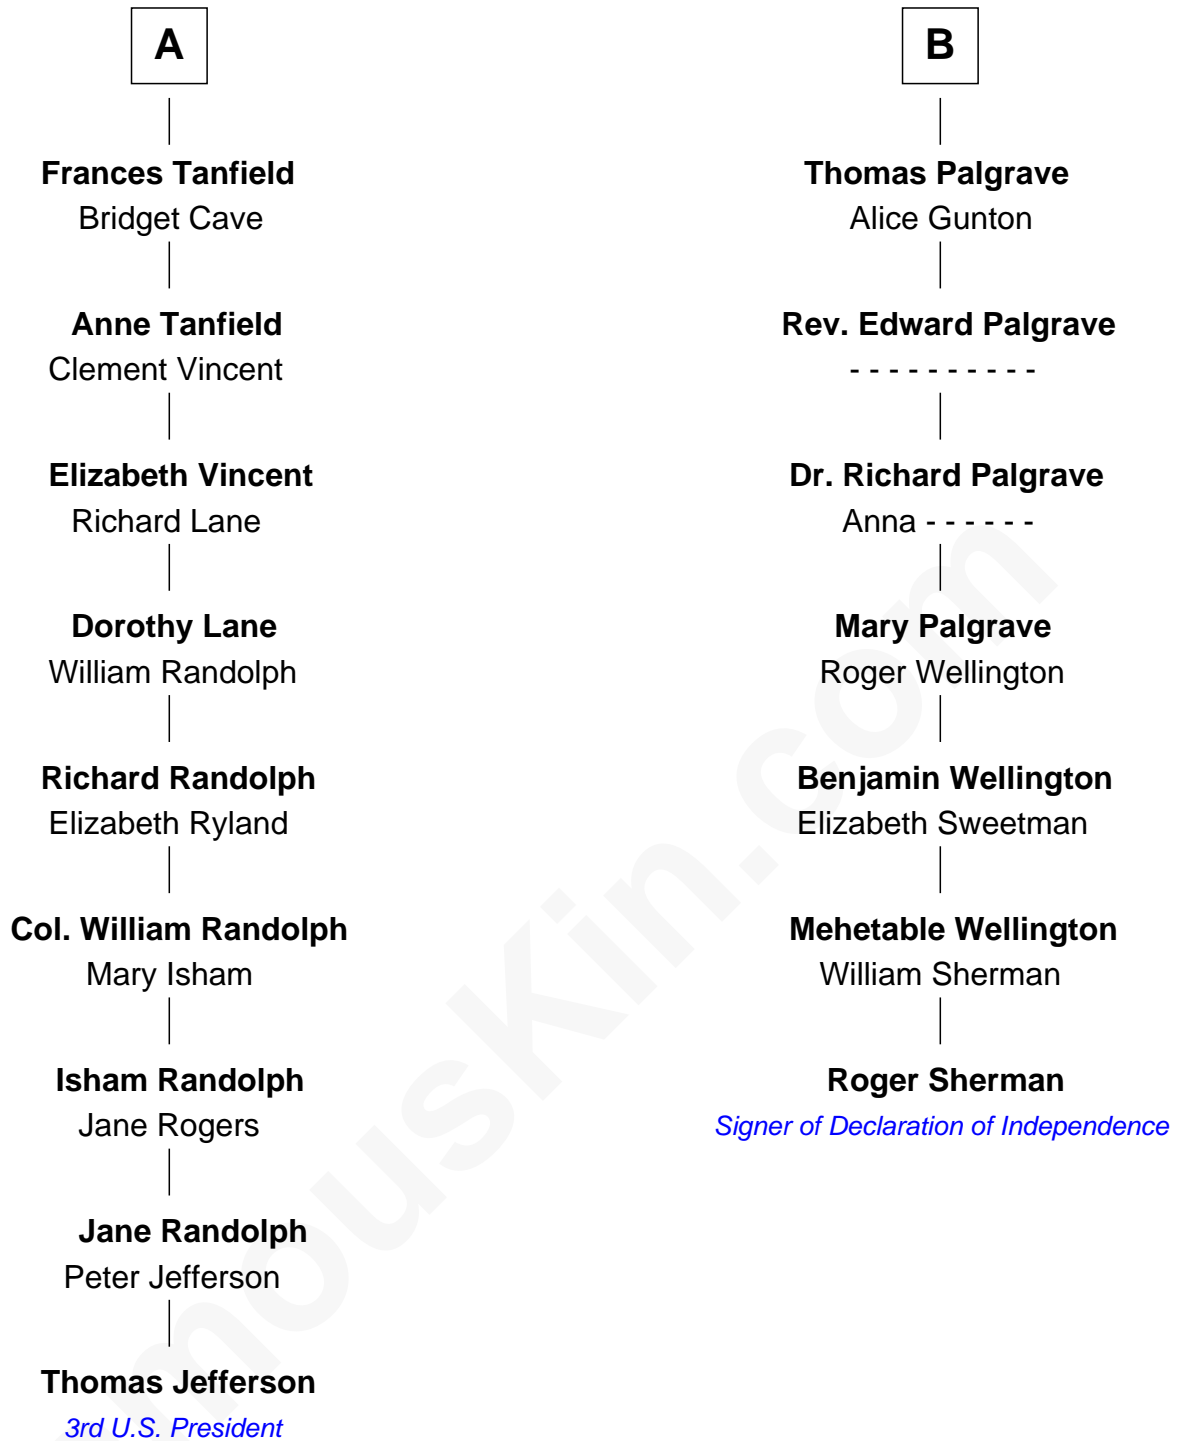 A
Frances Tanfield
Bridget Cave
Anne Tanfield
Clement Vincent
Elizabeth Vincent
Richard Lane
Dorothy Lane
William Randolph
Richard Randolph
Elizabeth Ryland
Col. William Randolph
Mary Isham
Isham Randolph
Jane Rogers
Jane Randolph
Peter Jefferson
Thomas Jefferson
3rd U.S. President
B
Thomas Palgrave
Alice Gunton
Rev. Edward Palgrave
- - - - - - - - - -
Dr. Richard Palgrave
Anna - - - - - -
Mary Palgrave
Roger Wellington
Benjamin Wellington
Elizabeth Sweetman
Mehetable Wellington
William Sherman
Roger Sherman
Signer of Declaration of Independence
mousKin.com